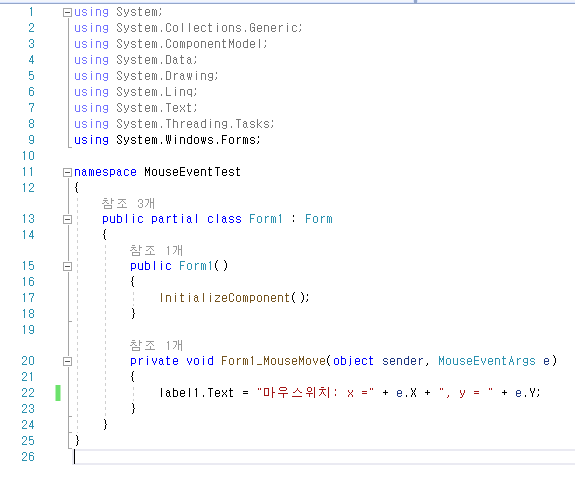 1 using System;
2 using System.Collections.Generic;
3 using System.ComponentModel;
4 using System.Data;
5 using System.Drawing;
6 using System.Linq;
7 using System.Text;
8 using System.Threading.Tasks;
9 using System.Windows.Forms;
10
11 namespace MouseEventTest
12 {
참조 3개
13 public partial class Form1 : Form
14 {
참조 1개
15 public Form1()
16 {
17 InitializeComponent();
18 }
19
참조 1개
20 private void Form1_MouseMove(object sender, MouseEventArgs e)
21 {
22 label1.Text = "마우스위치: x =" + e.X + ", y = " + e.Y;
23 }
24 }
25 }
26